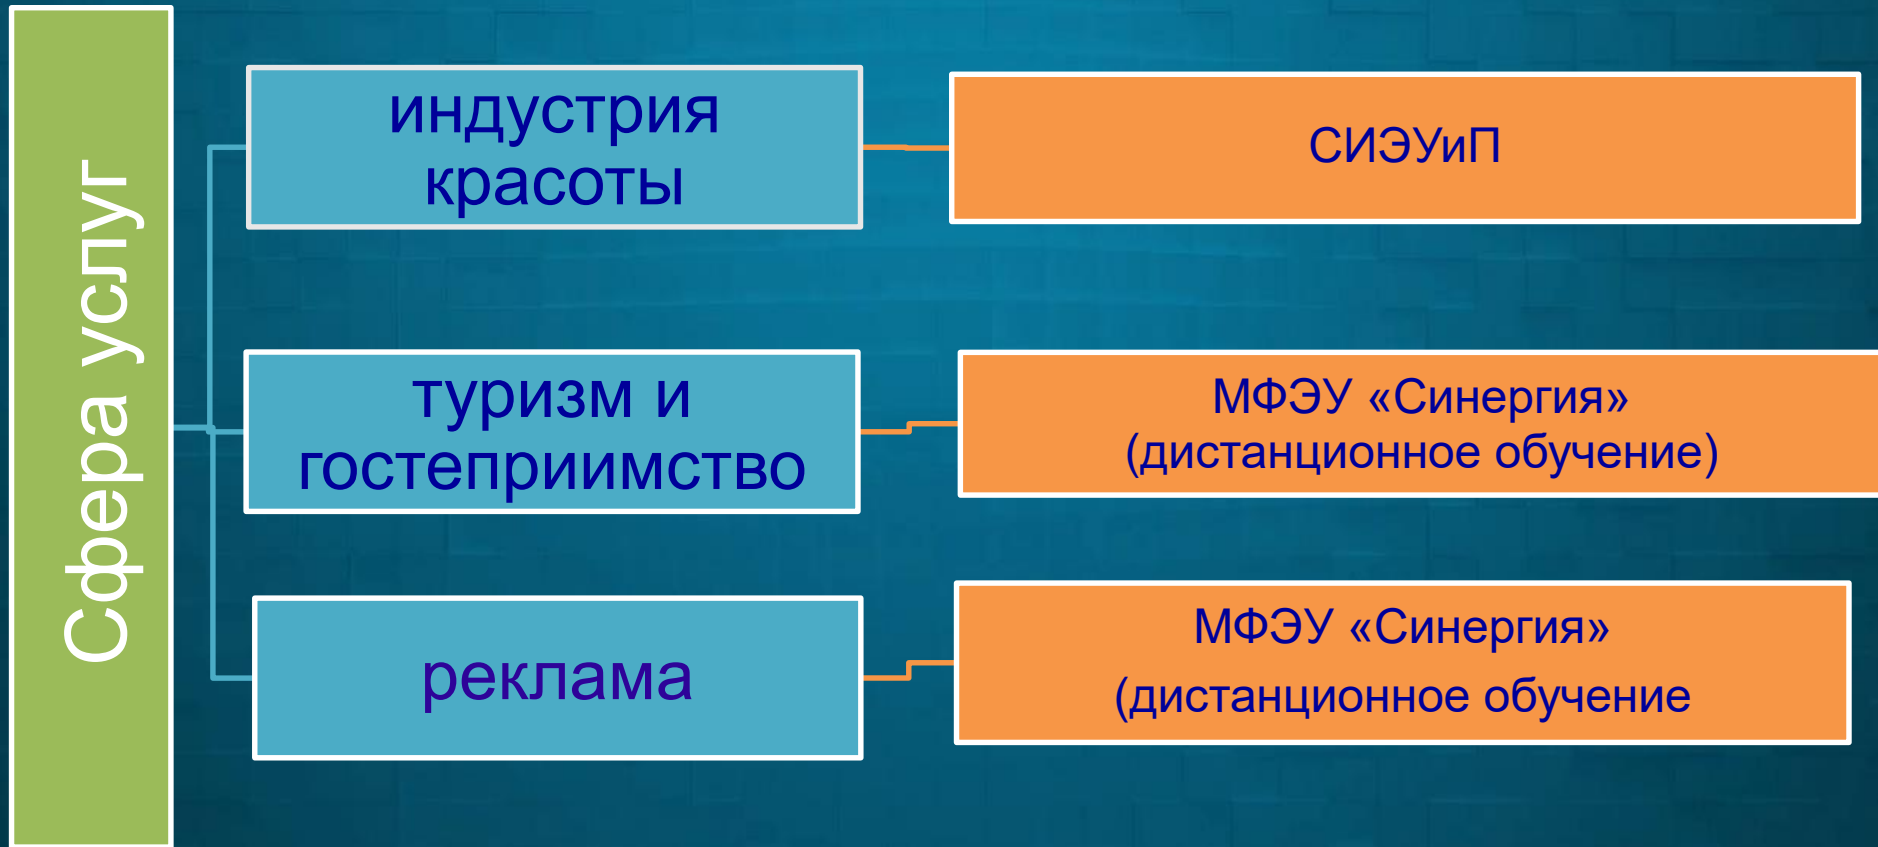 Сфера услуг
индустрия
красоты
СИЭУиП
туризм и
гостеприимство
МФЭУ «Синергия»
(дистанционное обучение)
реклама
МФЭУ «Синергия»
(дистанционное обучение